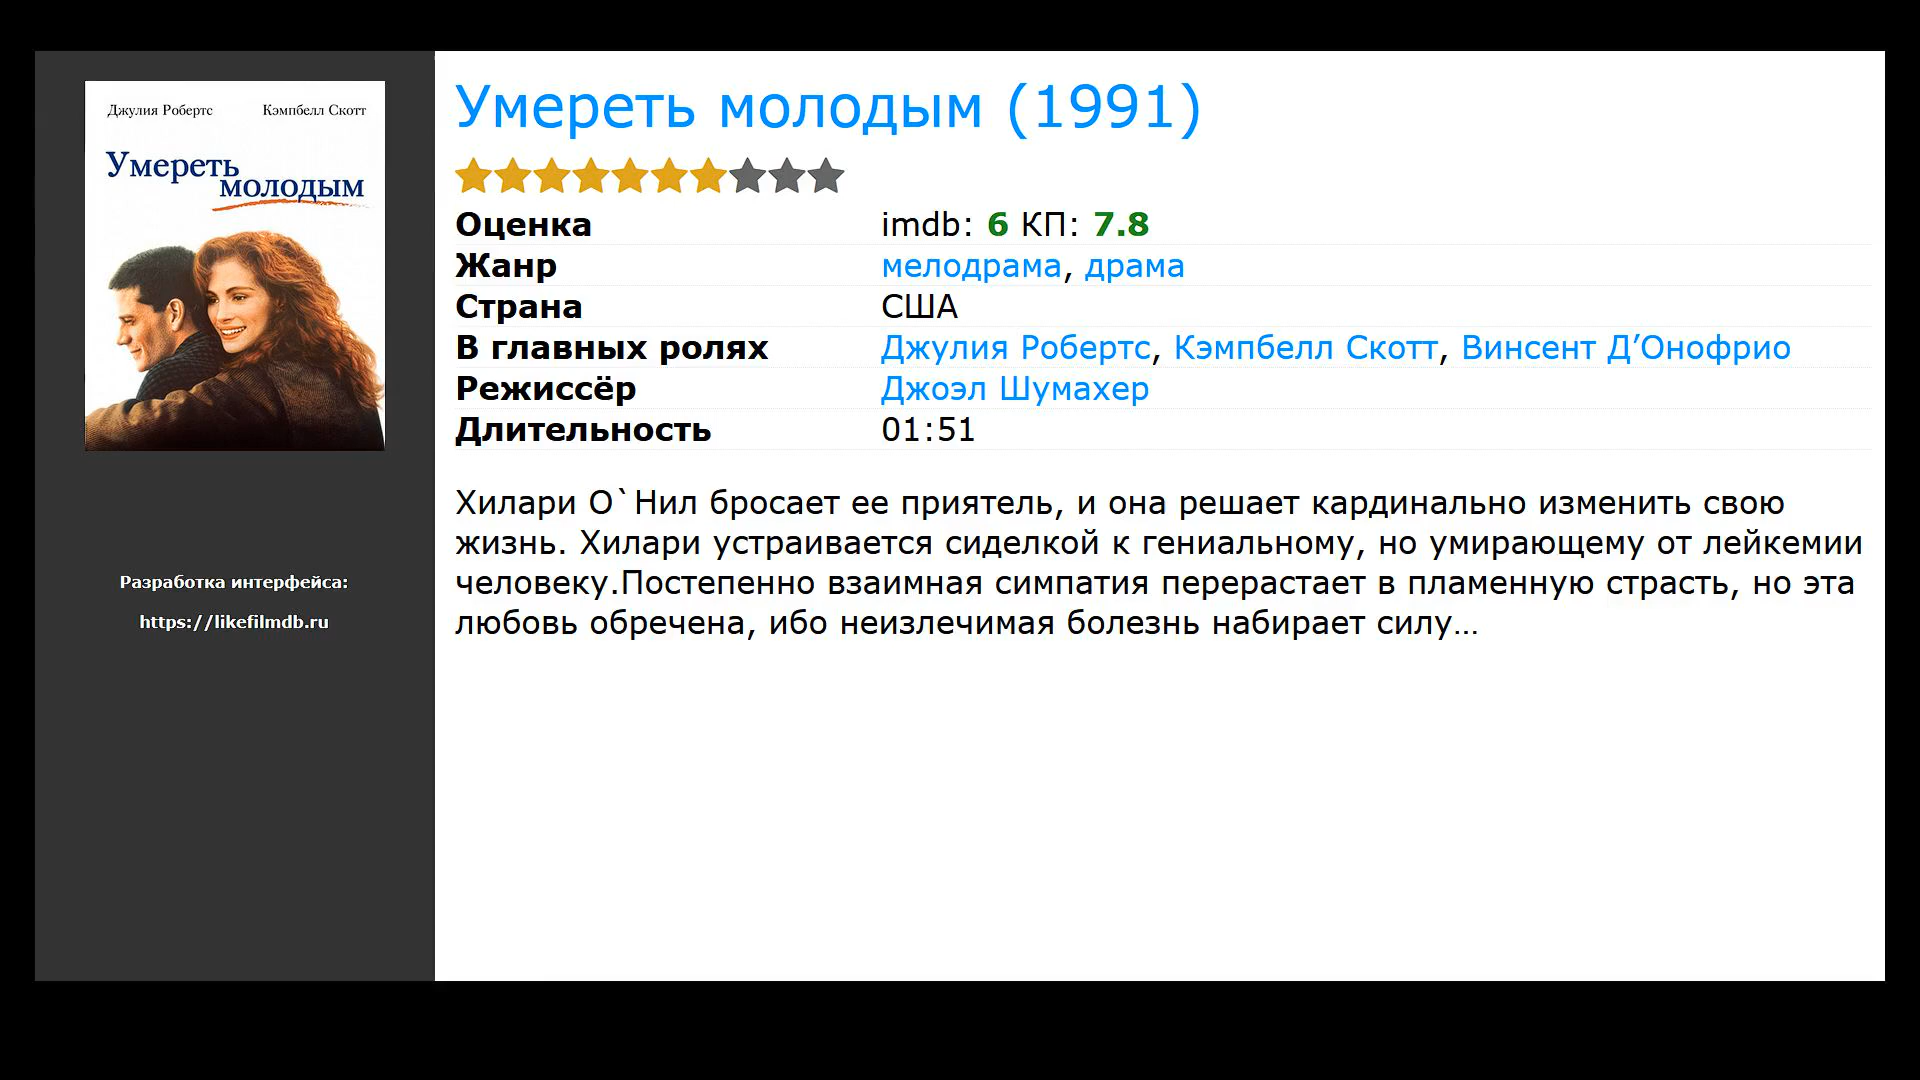 Джулия Робертс Кэмпбелл Скотт
Умереть
молодым
Разработка интерфейса:
https://likefilmdb.ru
Умереть молодым (1991)
Оценка imdb: 6 КП: 7.8
Жанр мелодрама, драма
Страна США
В главных ролях Джулия Робертс, Кэмпбелл Скотт, Винсент Д’Онофрио
Режиссёр Джоэл Шумахер
Длительность 01:51
Хилари О`Нил бросает ее приятель, и она решает кардинально изменить свою
жизнь. Хилари устраивается сиделкой к гениальному, но умирающему от лейкемии
человеку.Постепенно взаимная симпатия перерастает в пламенную страсть, но эта
любовь обречена, ибо неизлечимая болезнь набирает силу…